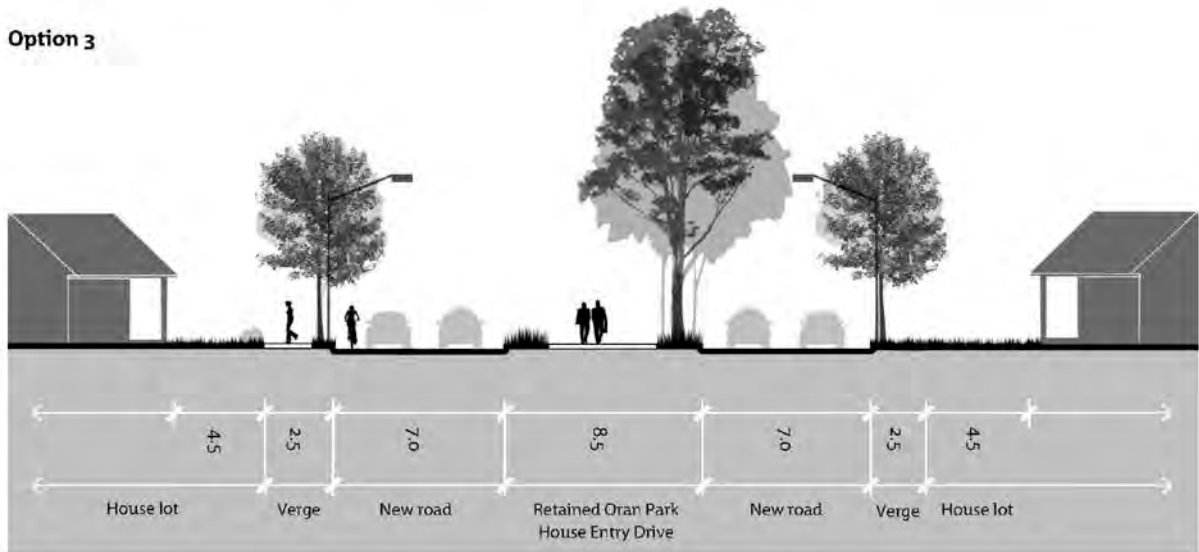 Option 3
4.5
2.5
7.0
8.5
7.0
2.5
4.5
House lot
Verge
New road
Retained Oran Park
House Entry Drive
New road
Verge
House lot